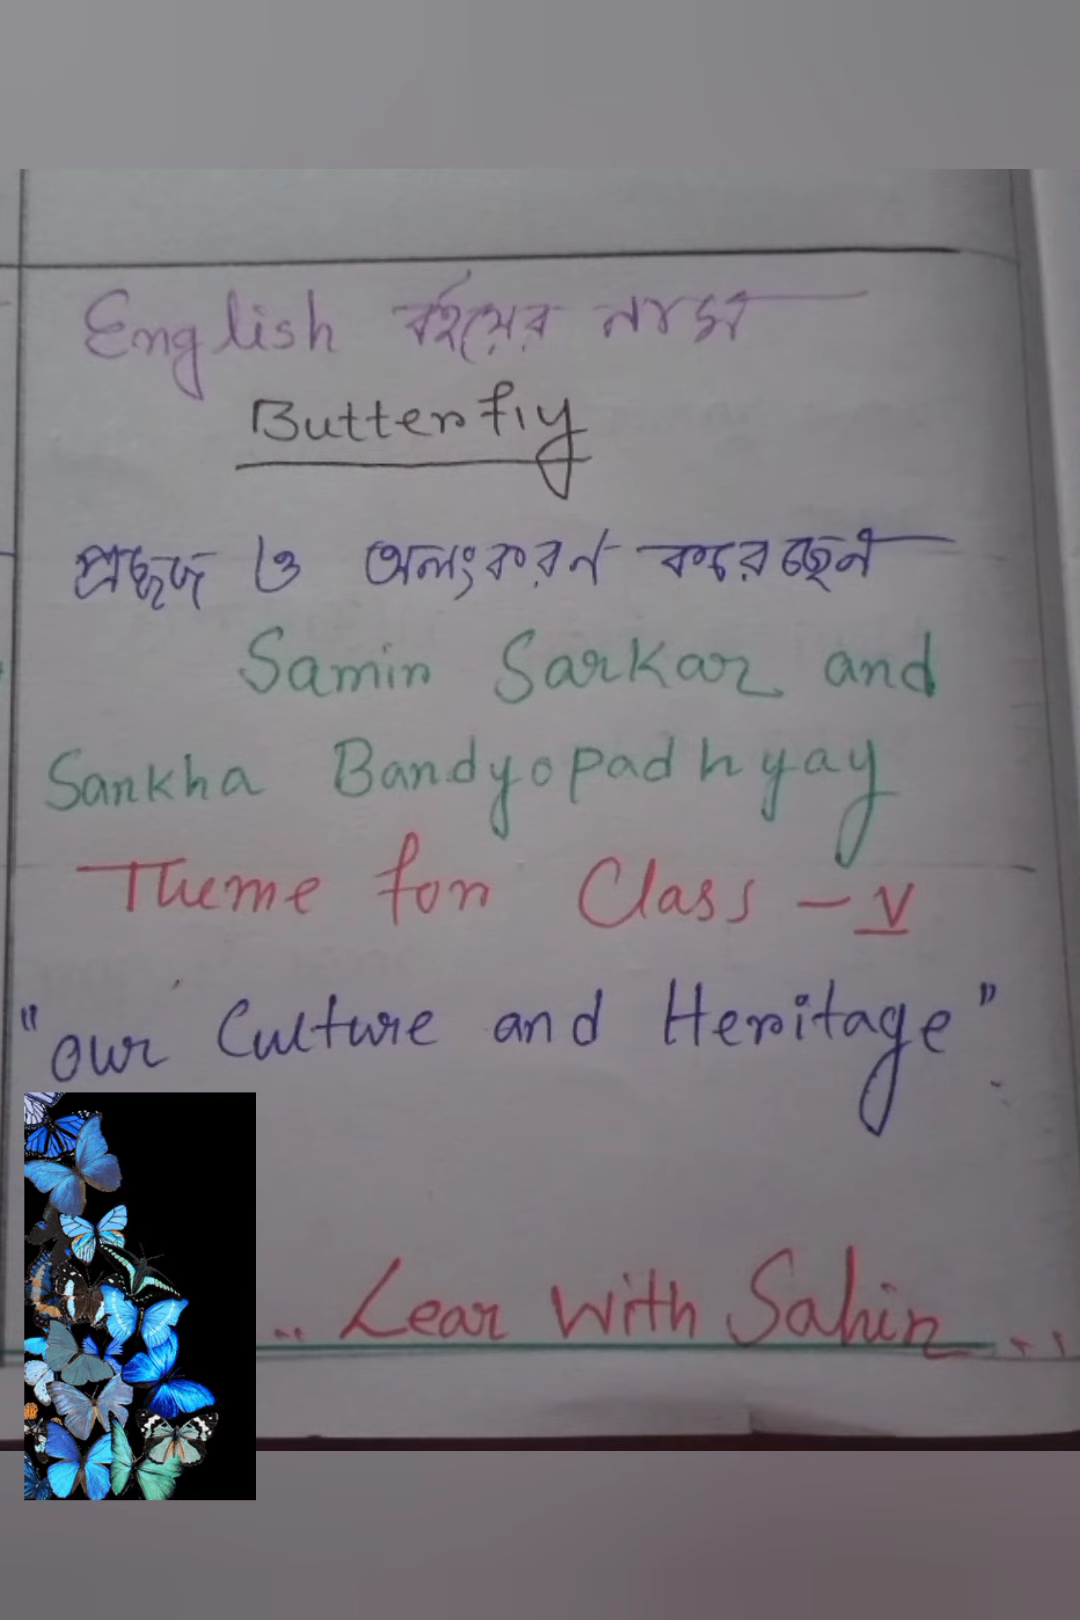 English বইয়ের নাম
Butterfly
প্রচ্ছদ ও অলংকরণ করেছেন
Samin Sarkar and
Sankha Bandyopadhyay
Theme for Class - V
"our Culture and Heritage"
.. Lear with Sahin ...